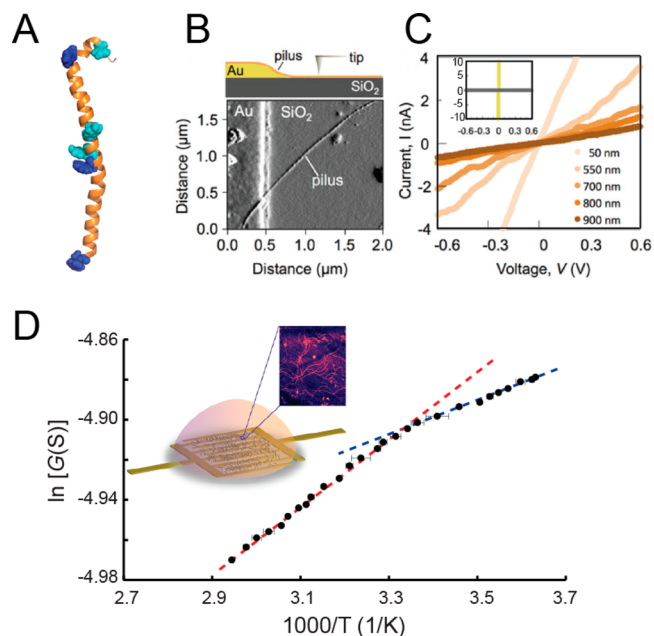 A
B
C
pilus
tip
Au
SiO₂
Au
SiO₂
pilus
Distance (µm)
1.5
1.0
0.5
0
0.0
0.5
1.0
1.5
2.0
Distance (µm)
Current, I (nA)
4
2
0
-2
-4
10
5
0
-5
-10
-0.6
-0.3
0
0.3
0.6
50 nm
550 nm
700 nm
800 nm
900 nm
-0.6
-0.3
0
0.3
0.6
Voltage, V (V)
D
ln [G(S)]
-4.86
-4.90
-4.94
-4.98
2.7
2.9
3.1
3.3
3.5
3.7
1000/T (1/K)